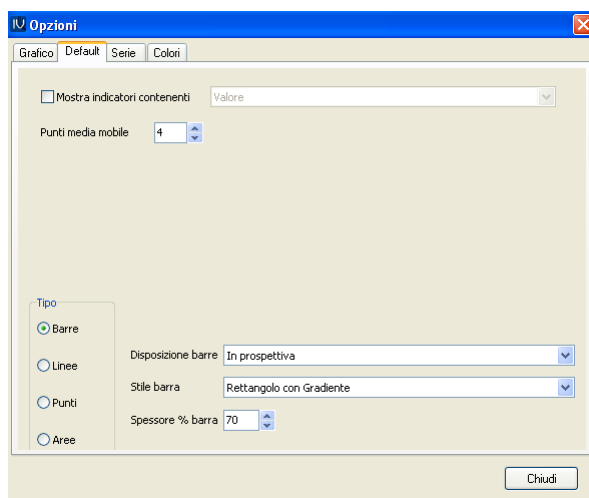 IV Opzioni
Grafico Default Serie Colori
Mostra indicatori contenenti Valore
Punti media mobile 4
Tipo
Barre
Linee
Punti
Aree
Disposizione barre In prospettiva
Stile barra Rettangolo con Gradiente
Spessore % barra 70
Chiudi